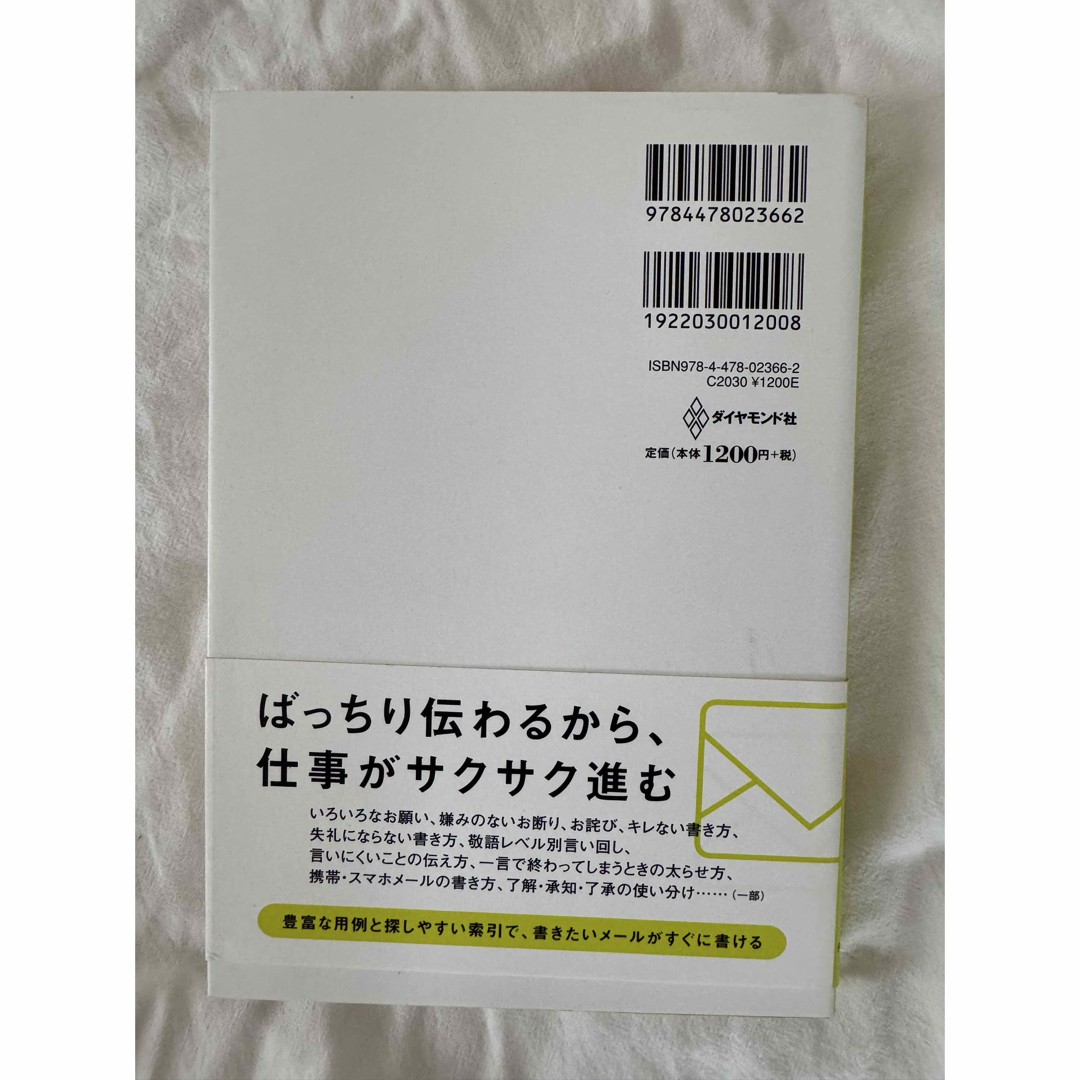 9784478023662
1922030012008
ISBN978-4-478-02366-2
C2030 ¥1200E
ダイヤモンド社
定価(本体1200円+税)
ばっちり伝わるから、
仕事がサクサク進む
いろいろなお願い、嫌みのないお断り、お詫び、キレない書き方、
失礼にならない書き方、敬語レベル別言い回し、
言いにくいことの伝え方、一言で終わってしまうときの太らせ方、
携帯・スマホメールの書き方、了解・承知・了承の使い分け……(一部)
豊富な用例と探しやすい索引で、書きたいメールがすぐに書ける